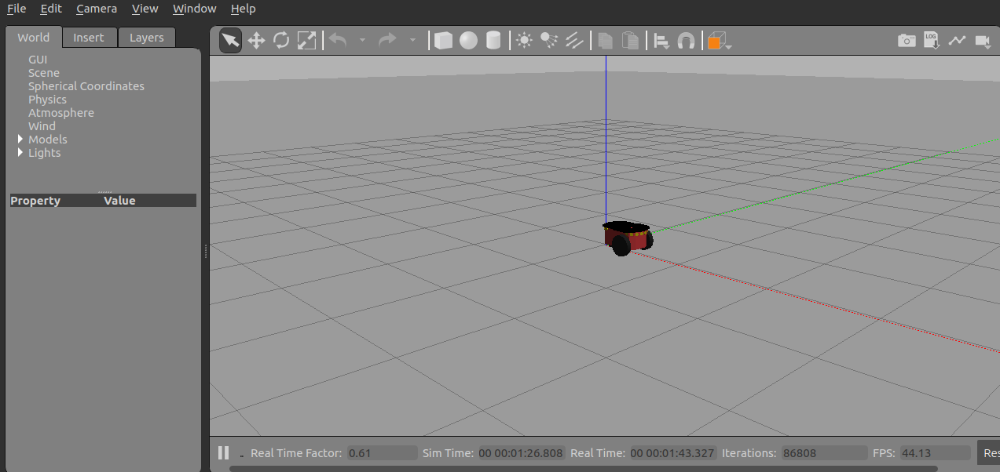 File Edit Camera View Window Help
World Insert Layers
LOG
GUI
Scene
Spherical Coordinates
Physics
Atmosphere
Wind
Models
Lights
Property Value
Real Time Factor: 0.61 Sim Time: 00 00:01:26.808 Real Time: 00 00:01:43.327 Iterations: 86808 FPS: 44.13 Res